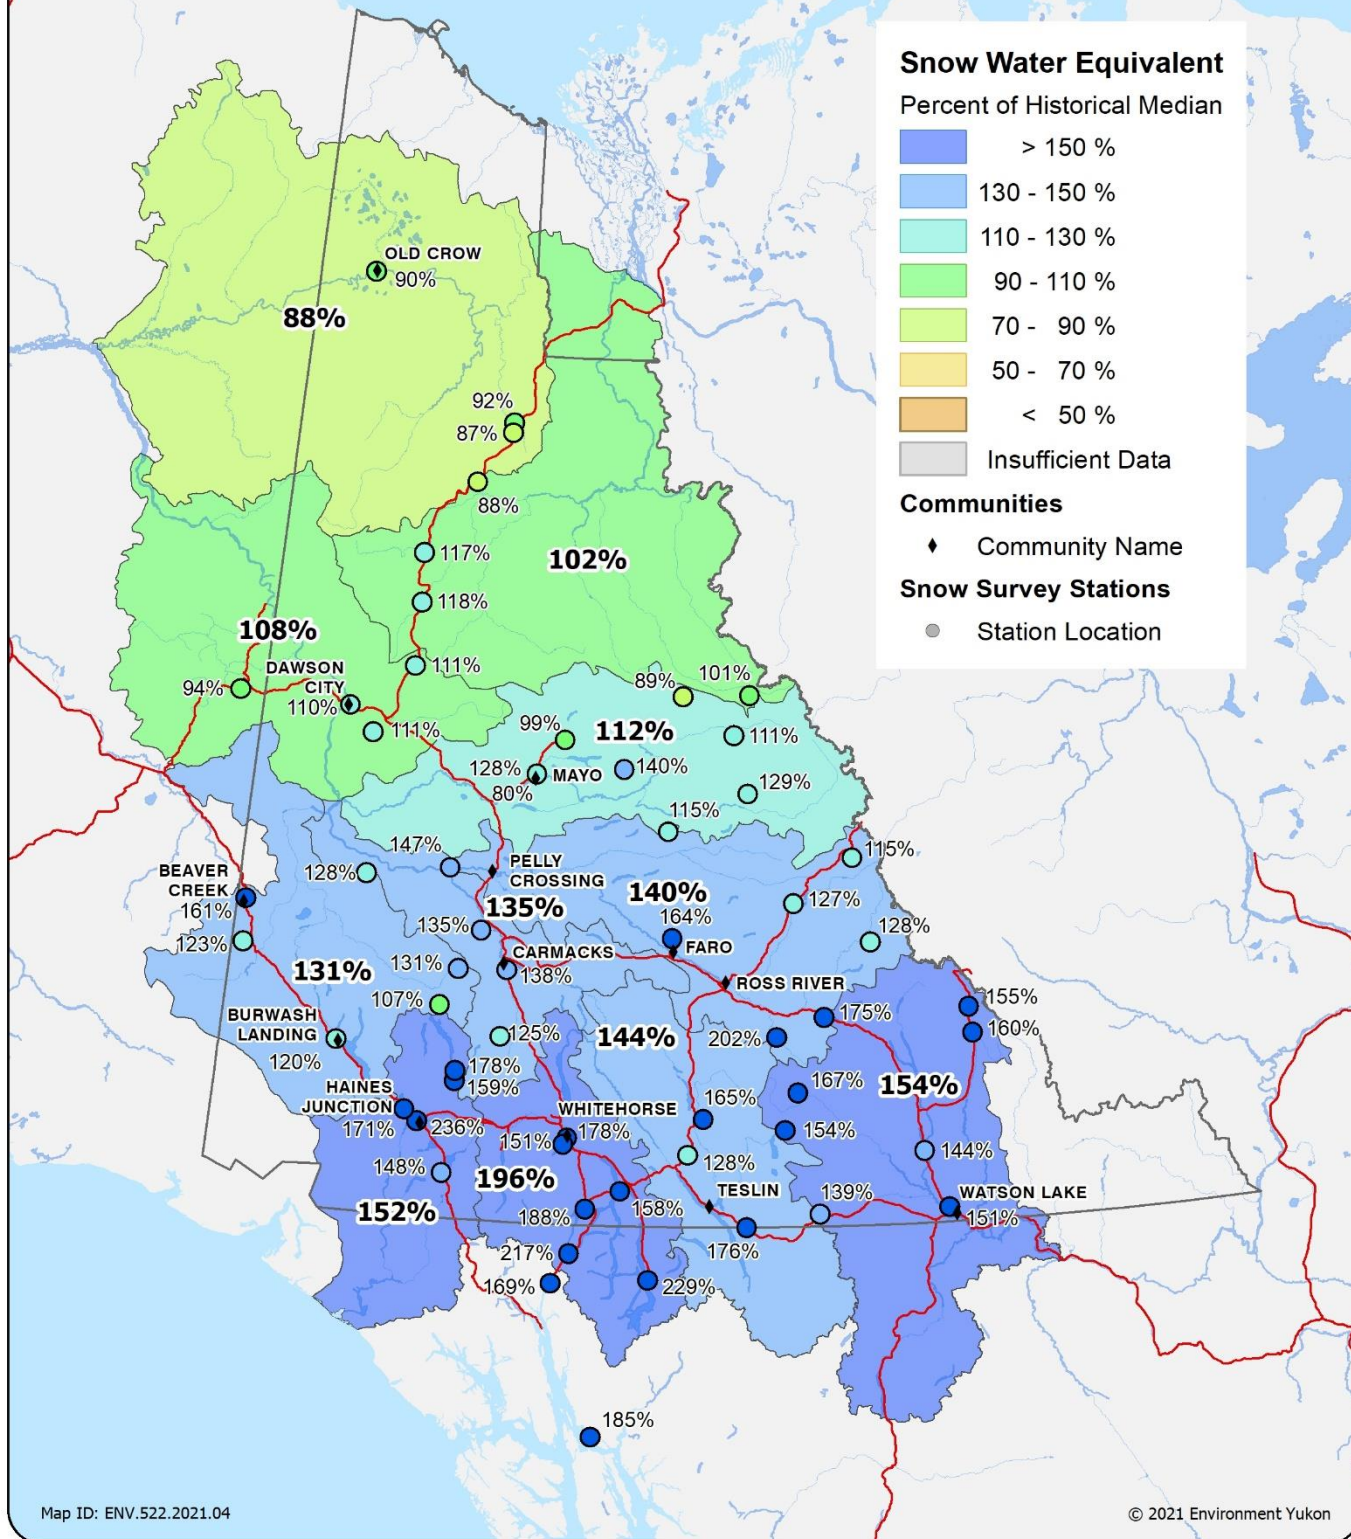 Snow Water Equivalent
Percent of Historical Median
> 150 %
130 - 150 %
110 - 130 %
90 - 110 %
70 - 90 %
50 - 70 %
< 50 %
Insufficient Data
Communities
Community Name
Snow Survey Stations
Station Location
OLD CROW
90%
88%
92%
87%
88%
117%
102%
118%
108%
DAWSON
CITY
111%
94%
110%
89%
101%
111%
99%
112%
111%
128%
MAYO
140%
80%
129%
115%
147%
PELLY
CROSSING
115%
BEAVER
CREEK
128%
140%
161%
135%
164%
127%
123%
135%
CARMACKS
FARO
128%
131%
131%
138%
ROSS RIVER
107%
155%
BURWASH
LANDING
125%
144%
175%
202%
160%
120%
178%
159%
167%
154%
HAINES
JUNCTION
WHITEHORSE
165%
171%
236%
151%
178%
154%
148%
128%
144%
196%
TESLIN
WATSON LAKE
152%
188%
158%
139%
151%
217%
176%
169%
229%
185%
Map ID: ENV.522.2021.04
© 2021 Environment Yukon